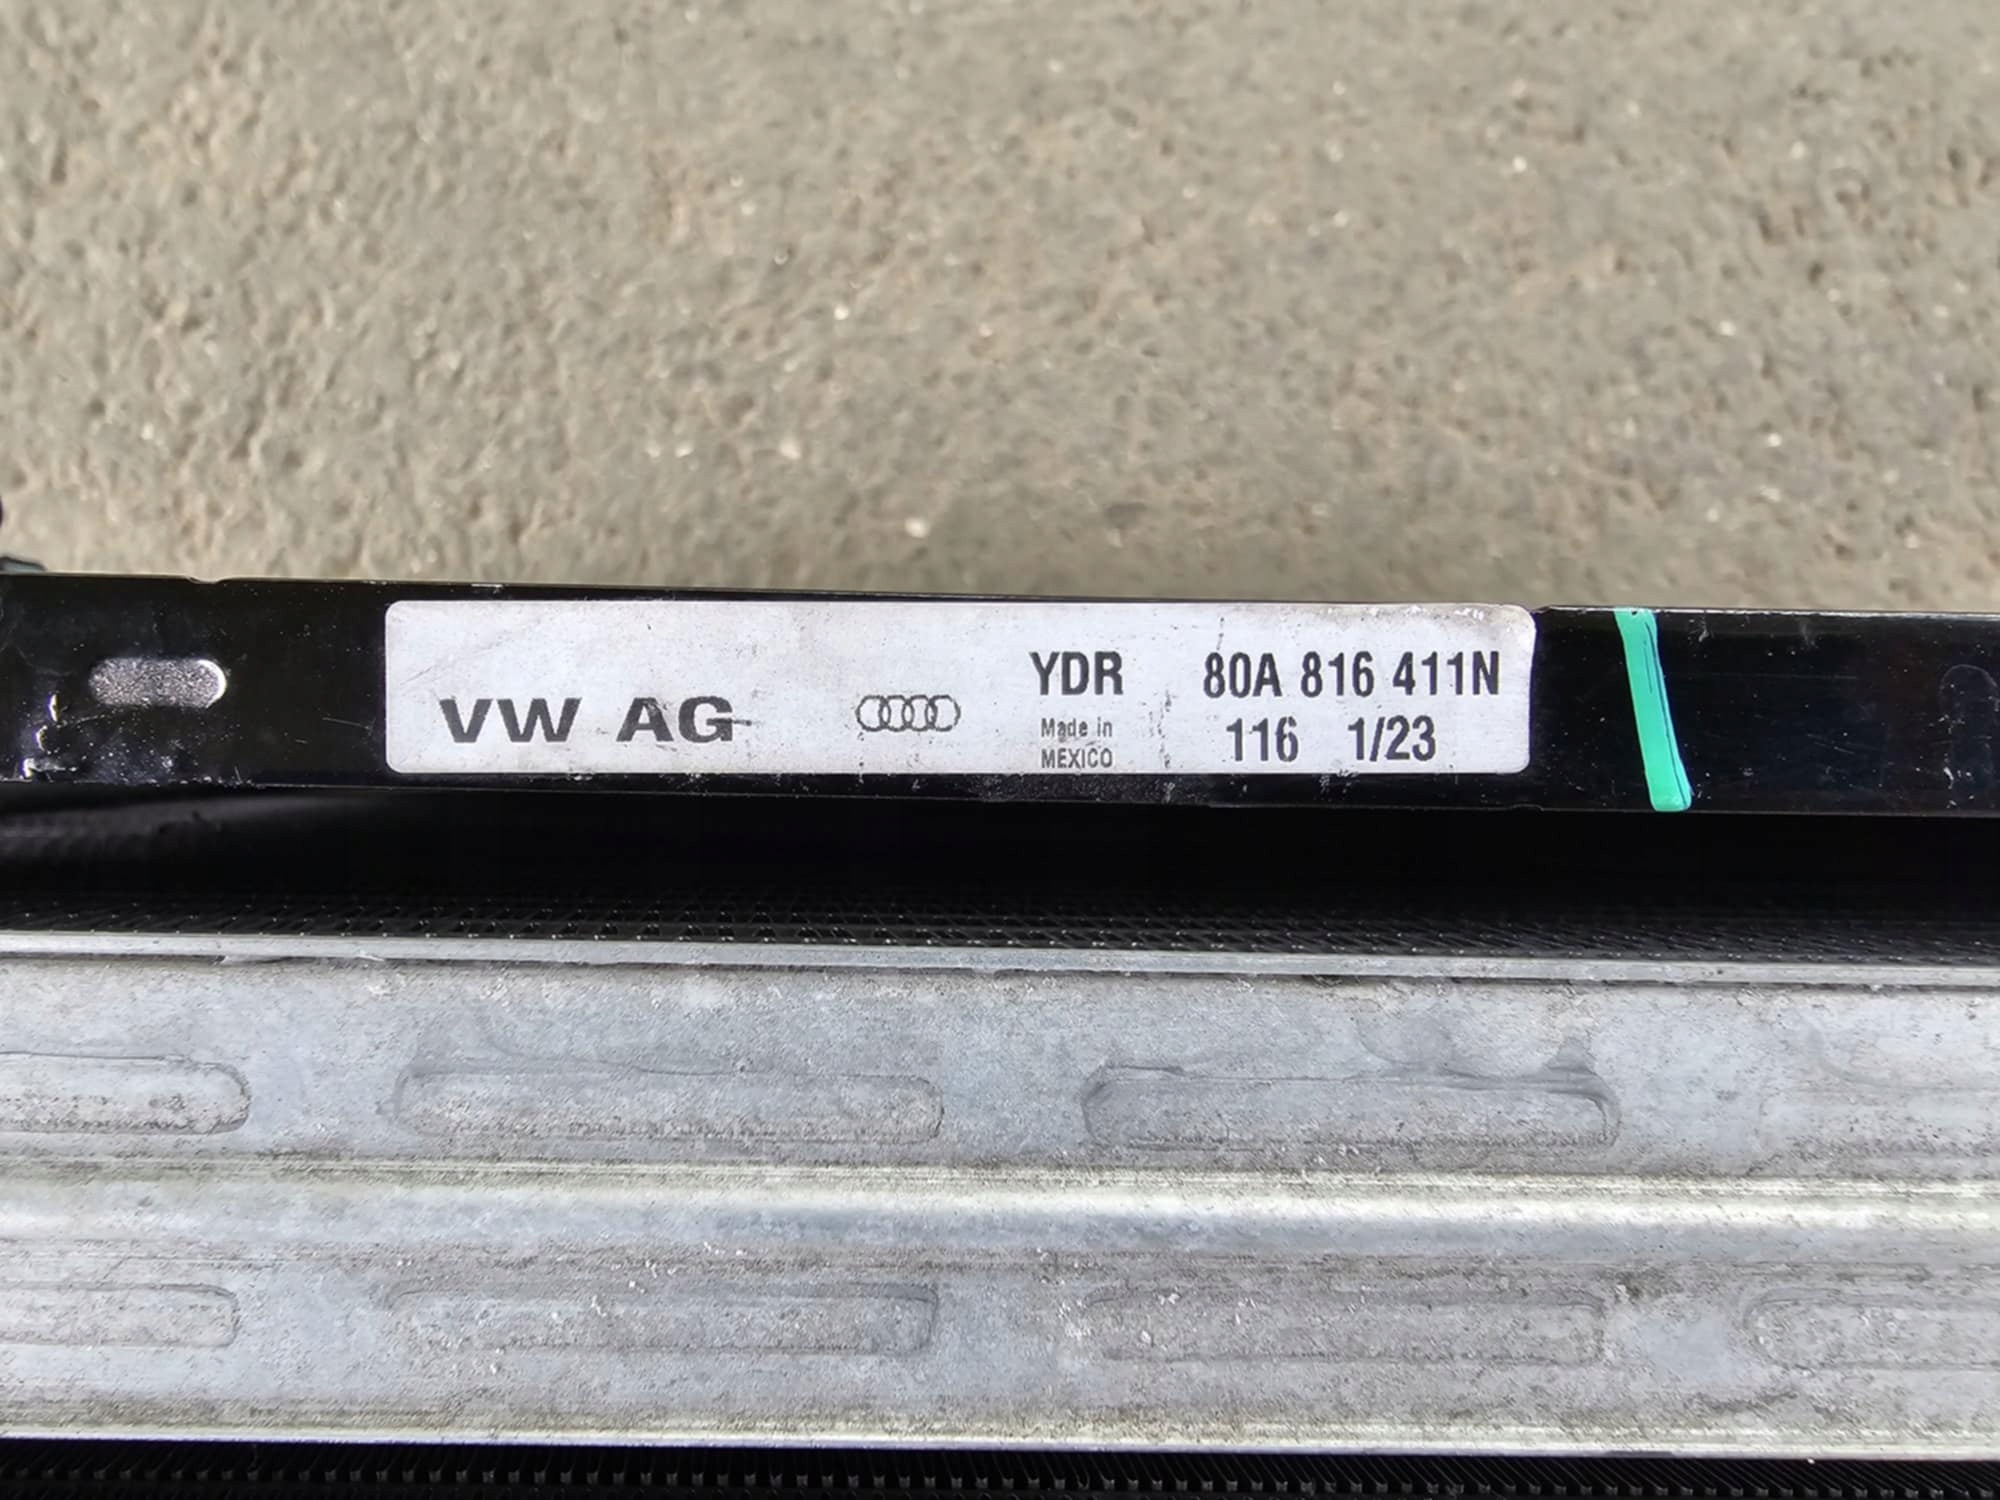 VW AG
YDR 80A 816 411N
Made in 116 1/23
MEXICO